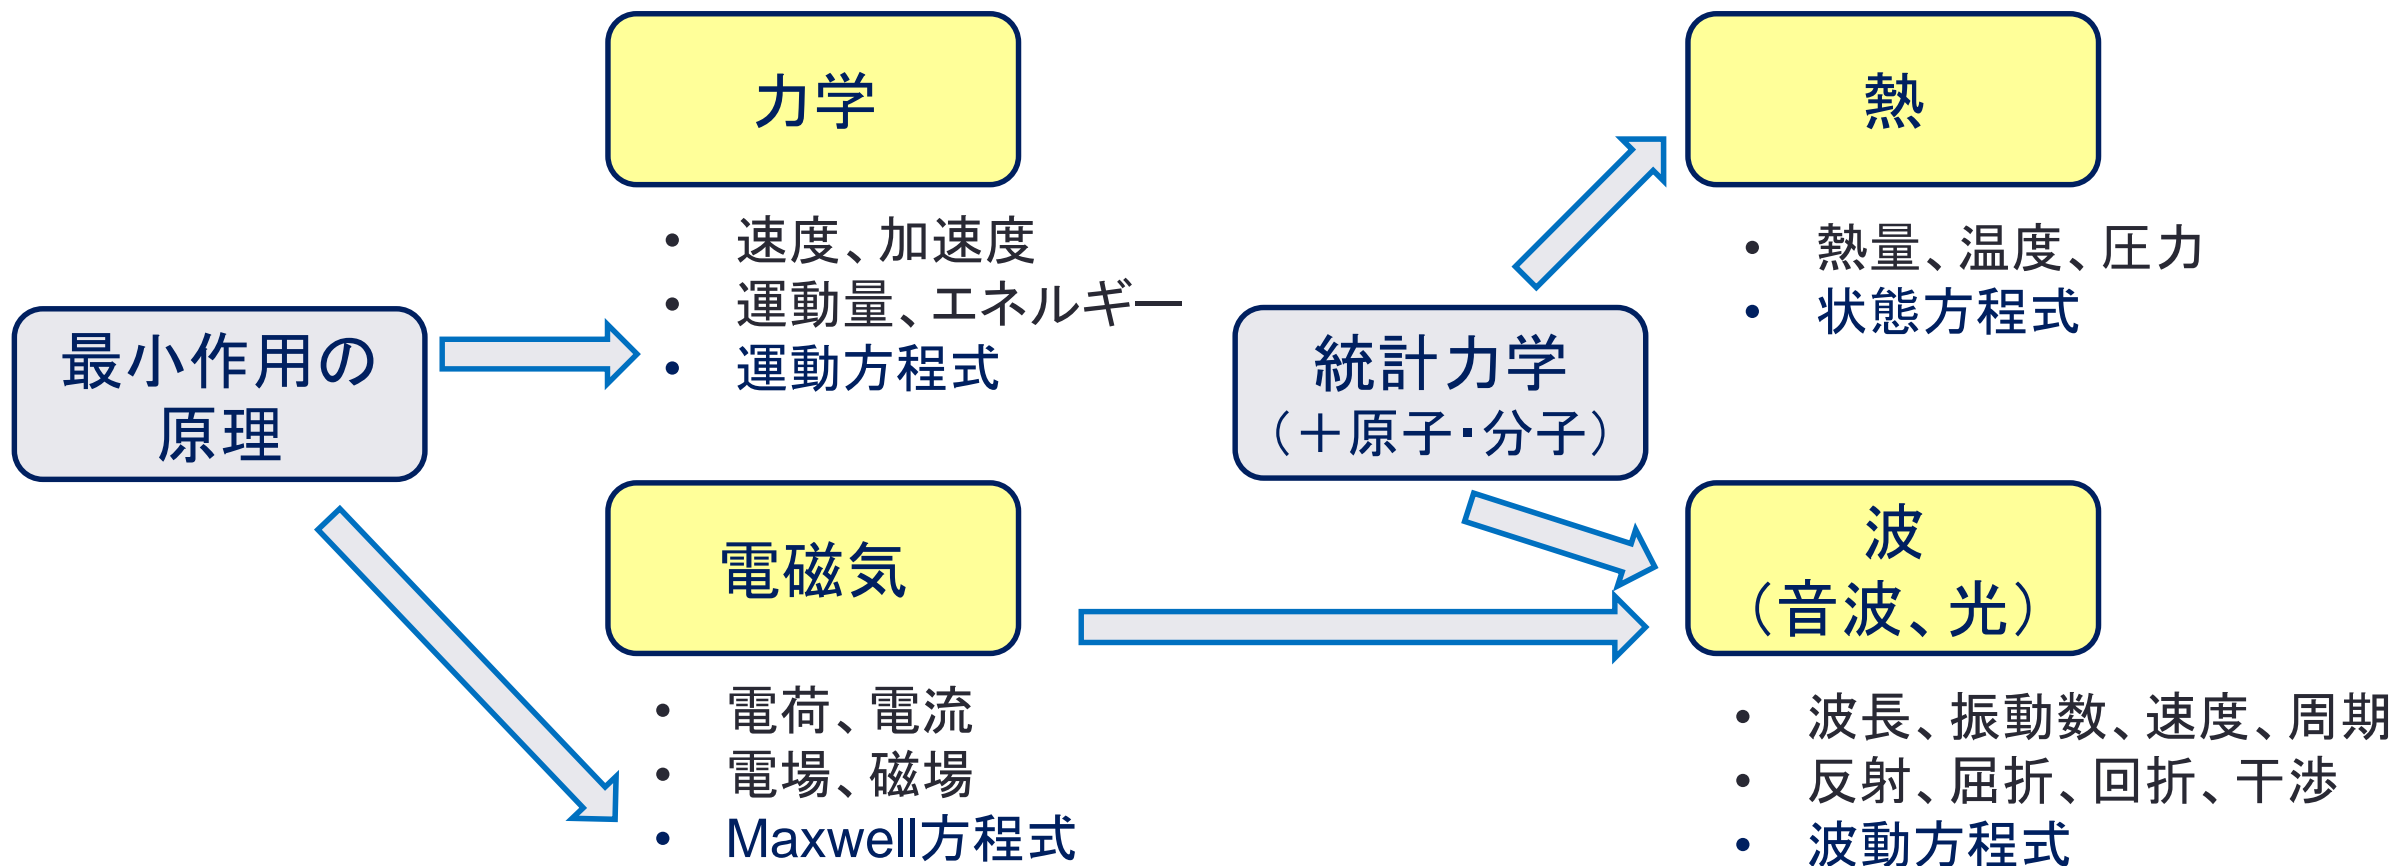 力学
• 速度、加速度
• 運動量、エネルギー
• 運動方程式
最小作用の
原理
電磁気
• 電荷、電流
• 電場、磁場
• Maxwell方程式
統計力学
（＋原子・分子）
熱
• 熱量、温度、圧力
• 状態方程式
波
（音波、光）
• 波長、振動数、速度、周期
• 反射、屈折、回折、干渉
• 波動方程式